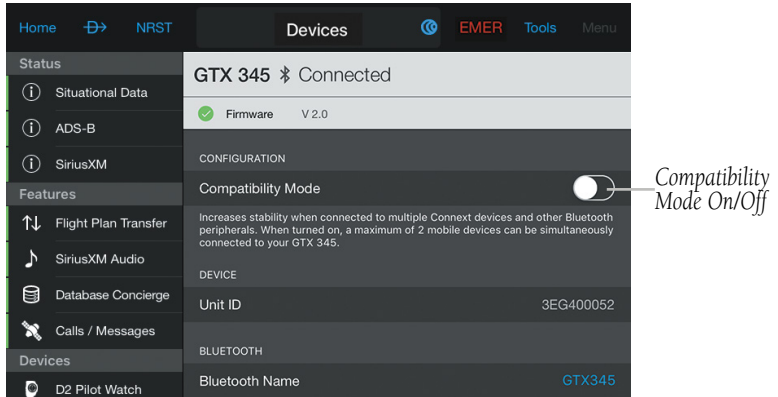 Home NRST Devices EMER Tools Menu
Status
Situational Data
ADS-B
SiriusXM
Features
Flight Plan Transfer
SiriusXM Audio
Database Concierge
Calls / Messages
Devices
D2 Pilot Watch
GTX 345 Connected
Firmware V 2.0
CONFIGURATION
Compatibility Mode
Increases stability when connected to multiple Connext devices and other Bluetooth
peripherals. When turned on, a maximum of 2 mobile devices can be simultaneously
connected to your GTX 345.
DEVICE
Unit ID 3EG400052
BLUETOOTH
Bluetooth Name GTX345
Compatibility
Mode On/Off